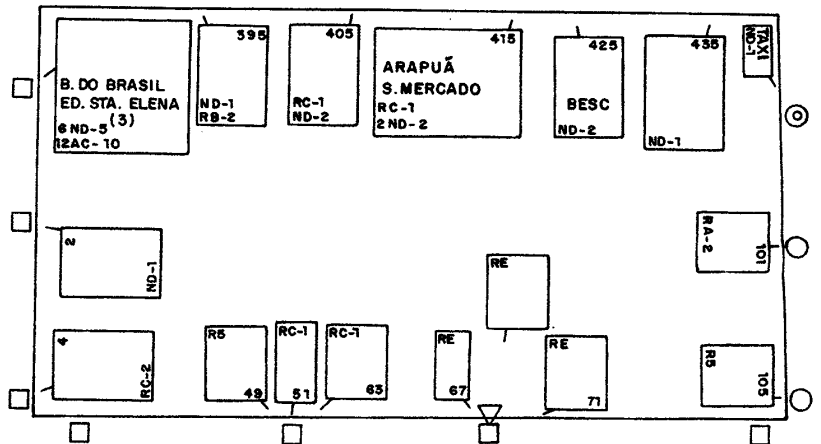 B. DO BRASIL
ED. STA. ELENA
(3)
6 ND-5
12AC-10
395
ND-1
RB-2
405
RC-1
ND-2
415
ARAPUÃ
S.MERCADO
RC-1
2 ND-2
425
BESC
ND-2
435
ND-1
TAXI
ND-1
2
ND-1
RA-2
101
RE
4
RC-2
R5
49
RC-1
51
RC-1
63
RE
67
RE
71
R5
105